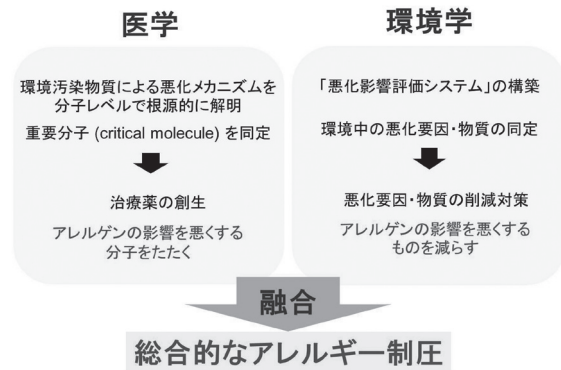 医学
環境汚染物質による悪化メカニズムを
分子レベルで根源的に解明
重要分子 (critical molecule) を同定
治療薬の創生
アレルゲンの影響を悪くする
分子をたたく
環境学
「悪化影響評価システム」の構築
環境中の悪化要因・物質の同定
悪化要因・物質の削減対策
アレルゲンの影響を悪くする
ものを減らす
融合
総合的なアレルギー制圧